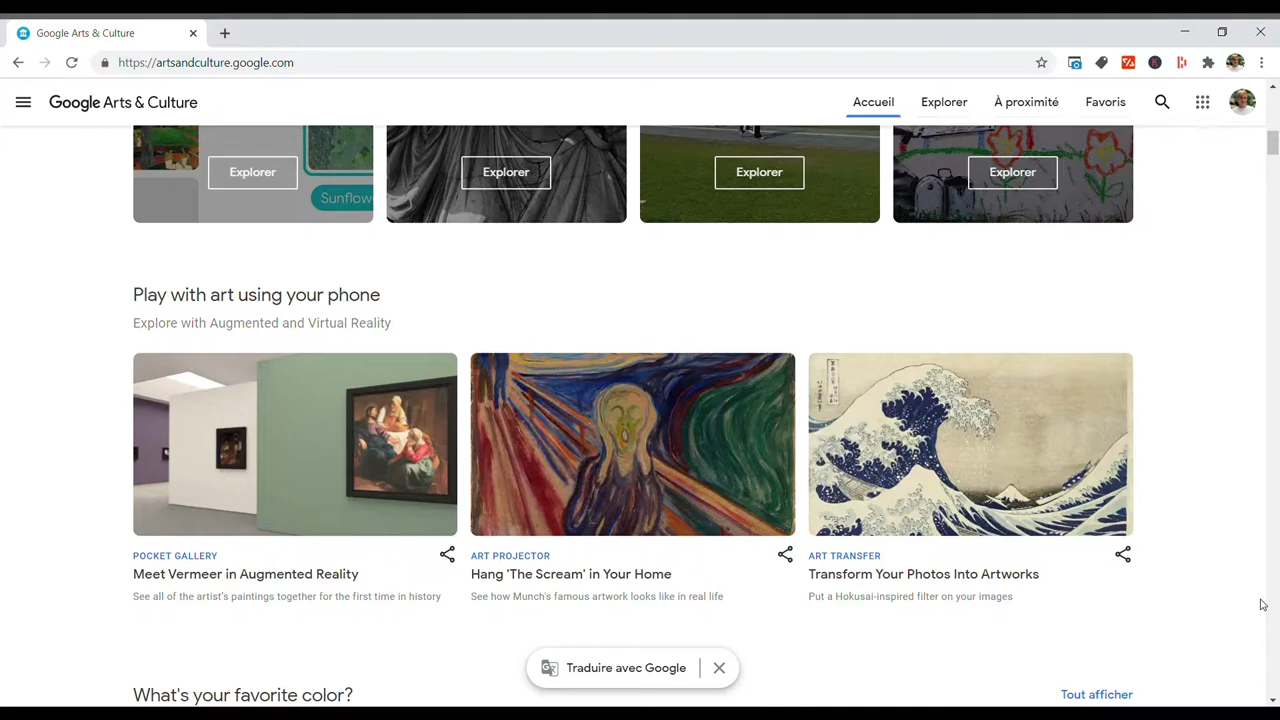 Google Arts & Culture
https://artsandculture.google.com
Google Arts & Culture
Accueil
Explorer
À proximité
Favoris
Explorer
Explorer
Explorer
Explorer
Sunflow
Play with art using your phone
Explore with Augmented and Virtual Reality
POCKET GALLERY
Meet Vermeer in Augmented Reality
See all of the artist's paintings together for the first time in history
ART PROJECTOR
Hang 'The Scream' in Your Home
See how Munch's famous artwork looks like in real life
ART TRANSFER
Transform Your Photos Into Artworks
Put a Hokusai-inspired filter on your images
Traduire avec Google
What's your favorite color?
Tout afficher